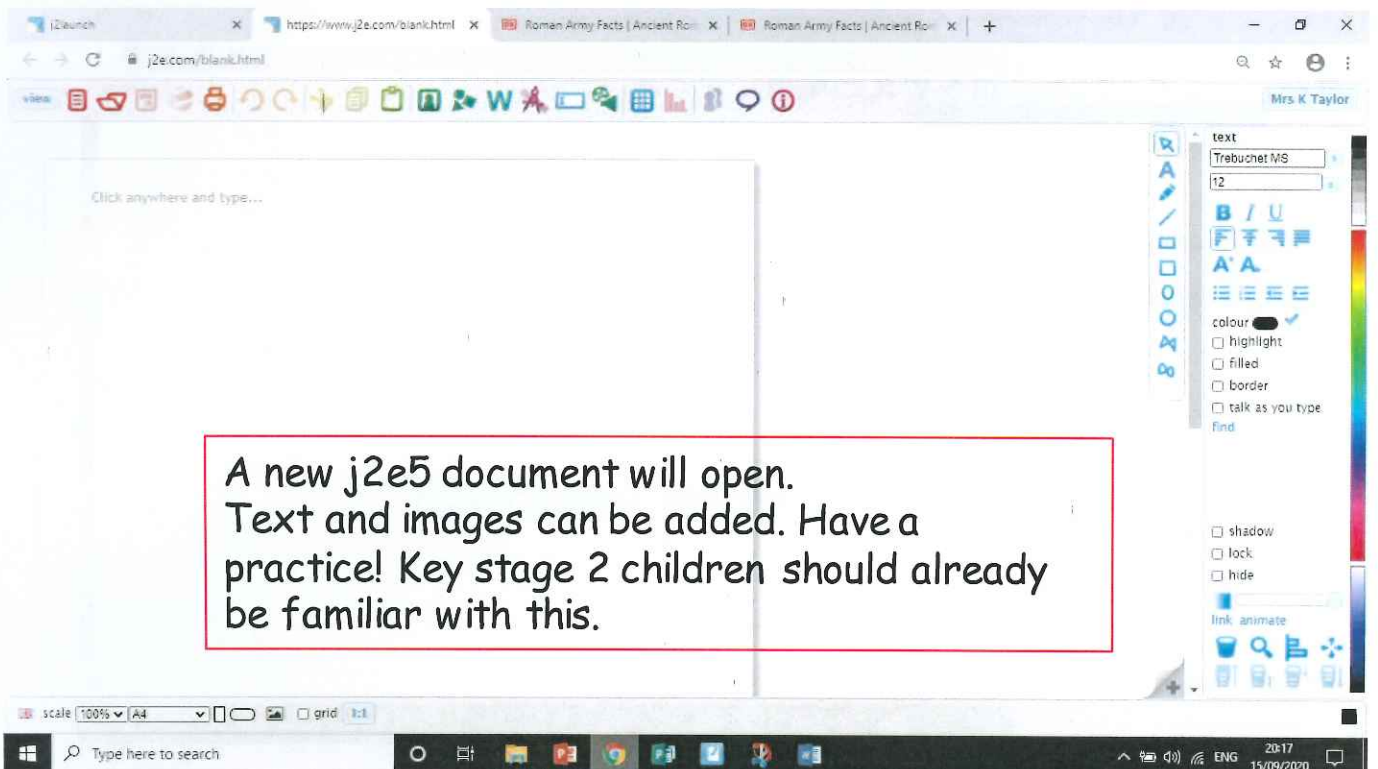 j2launch
https://www.j2e.com/blank.html
Roman Army Facts | Ancient Ro
Roman Army Facts | Ancient Ro
j2e.com/blank.html
view
W
Mrs K Taylor
text
Trebuchet MS
12
Click anywhere and type...
B I U
A A
colour
highlight
filled
border
talk as you type
find
A new j2e5 document will open.
Text and images can be added. Have a
practice! Key stage 2 children should already
be familiar with this.
shadow
lock
hide
link animate
scale 100% A4 grid 1:1
Type here to search
ENG
20:17
15/09/2020